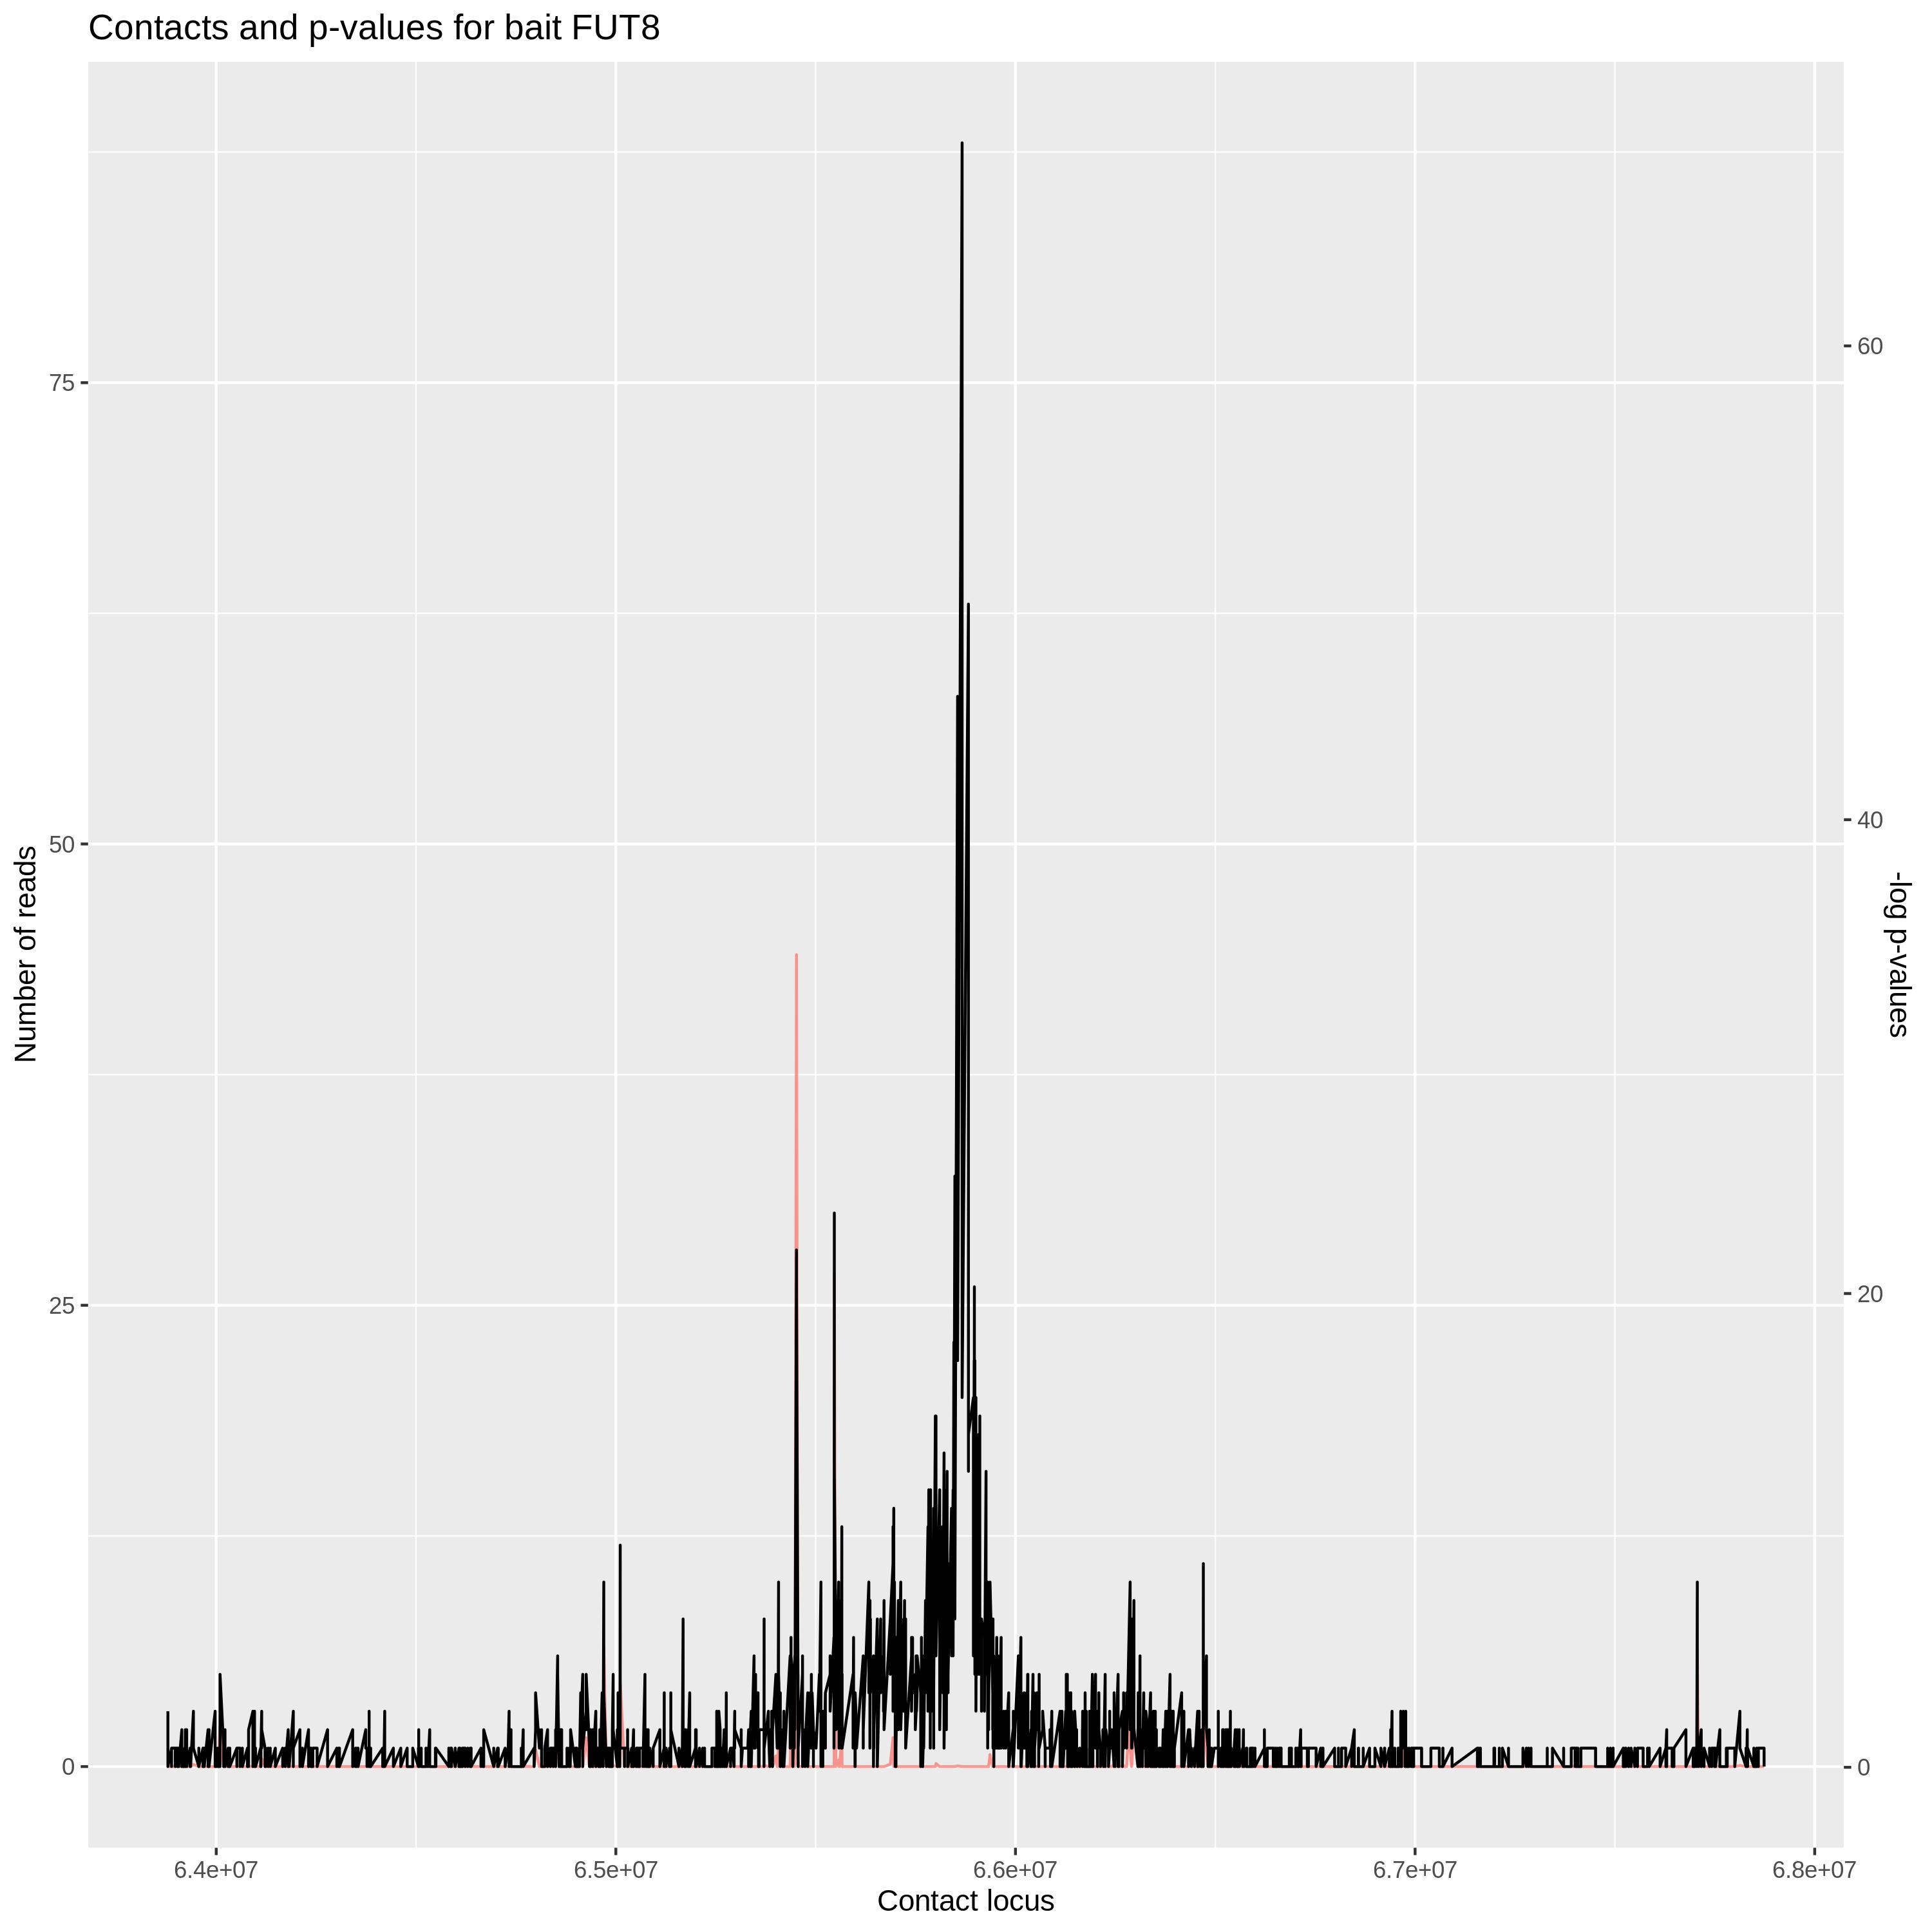 Contacts and p-values for bait FUT8
75
50
25
0
Number of reads
60
40
20
0
-log p-values
6.4e+07
6.5e+07
6.6e+07
6.7e+07
6.8e+07
Contact locus